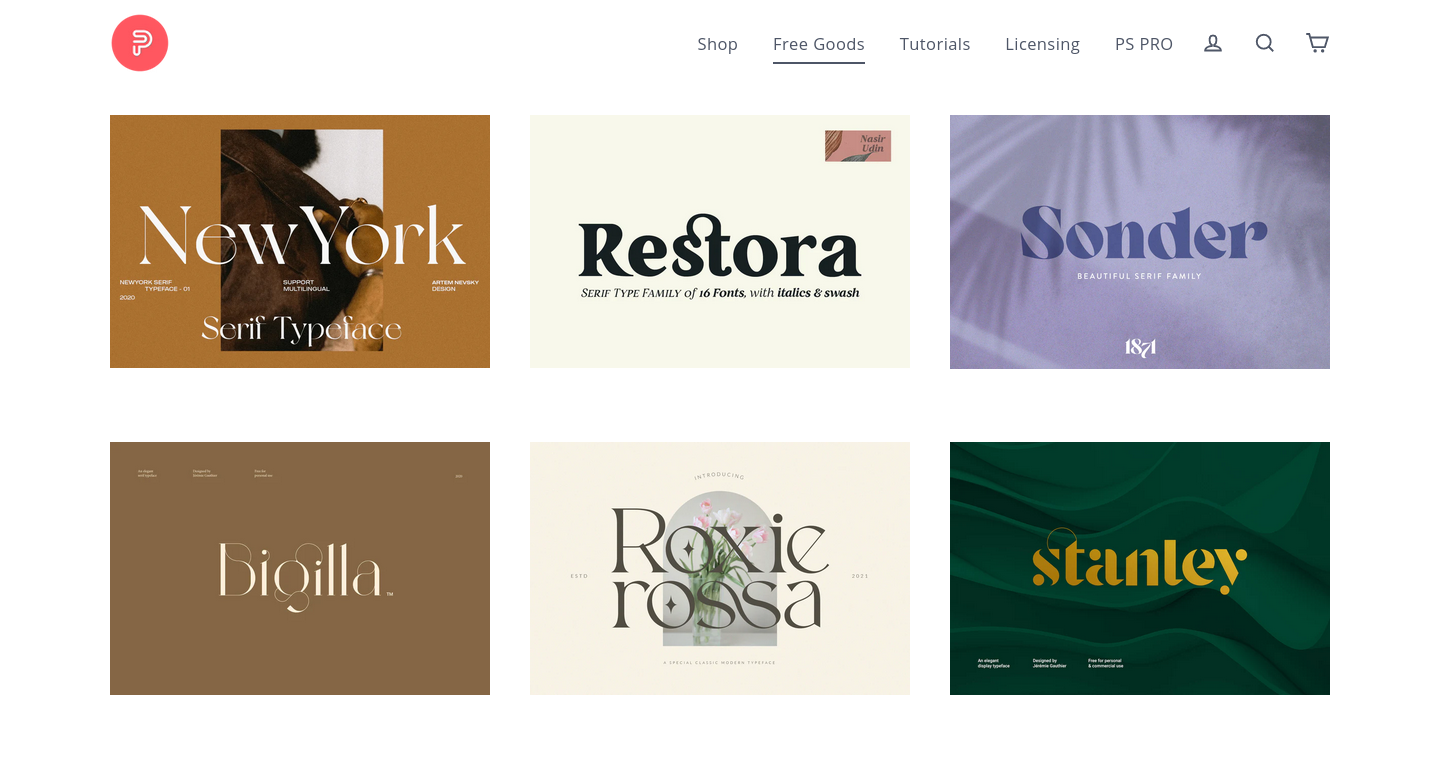 P
Shop Free Goods Tutorials Licensing PS PRO
NewYork
NEWYORK SERIF
TYPEFACE - 01
2020
SUPPORT
MULTILINGUAL
ARTEM NEVSKY
DESIGN
Serif Typeface
Nasir
Udin
Restora
SERIF TYPE FAMILY of 16 Fonts, with italics & swash
Sonder
BEAUTIFUL SERIF FAMILY
1871
An elegant
serif typeface
Designed by
Jérémie Gauthier
Free for
personal use
Bigilla ™
INTRODUCING
Roxie
rossa
ESTD
2021
A SPECIAL CLASSIC MODERN TYPEFACE
stanley
An elegant
display typeface
Designed by
Jérémie Gauthier
Free for personal
& commercial use